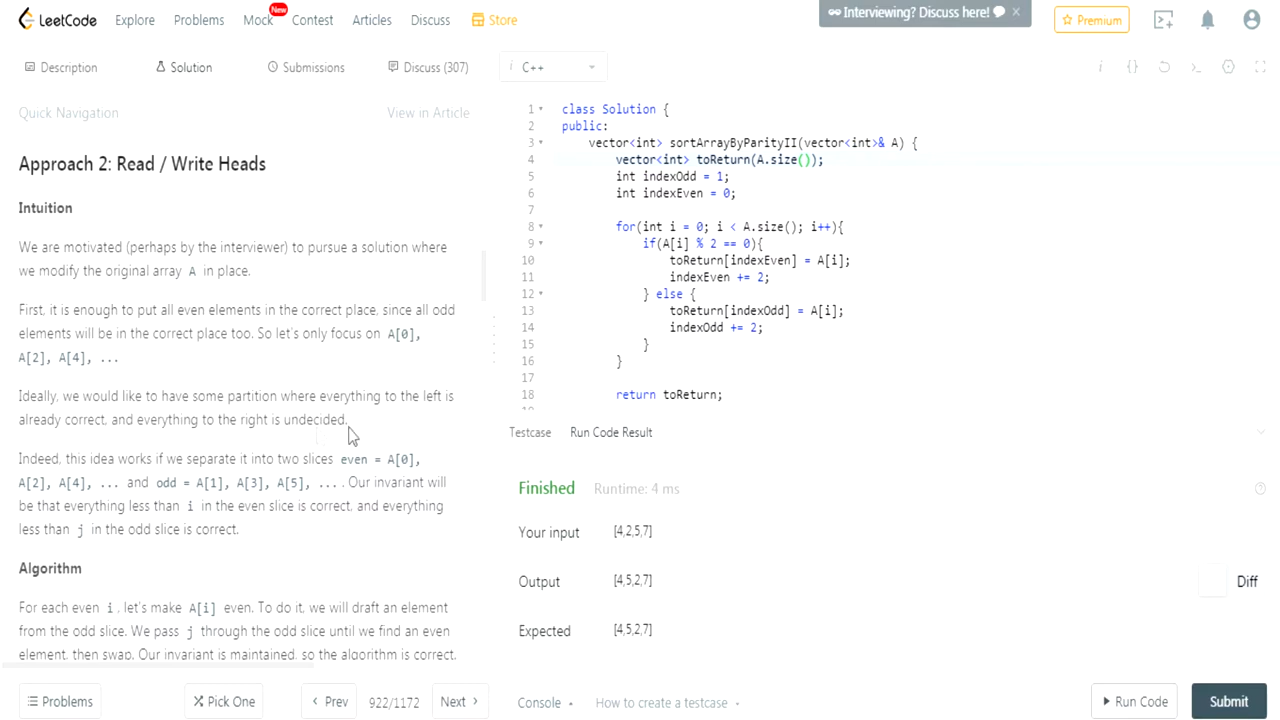 LeetCode Explore Problems Mock New Contest Articles Discuss Store Interviewing? Discuss here! Premium
Description Solution Submissions Discuss (307) i C++
Quick Navigation View in Article
Approach 2: Read / Write Heads
Intuition
We are motivated (perhaps by the interviewer) to pursue a solution where
we modify the original array A in place.
First, it is enough to put all even elements in the correct place, since all odd
elements will be in the correct place too. So let's only focus on A[0],
A[2], A[4], ...
Ideally, we would like to have some partition where everything to the left is
already correct, and everything to the right is undecided.
Indeed, this idea works if we separate it into two slices even = A[0],
A[2], A[4], ... and odd = A[1], A[3], A[5], .... Our invariant will
be that everything less than i in the even slice is correct, and everything
less than j in the odd slice is correct.
Algorithm
For each even i, let's make A[i] even. To do it, we will draft an element
from the odd slice. We pass j through the odd slice until we find an even
element, then swap. Our invariant is maintained, so the algorithm is correct.
1 class Solution {
2 public:
3 vector<int> sortArrayByParityII(vector<int>& A) {
4 vector<int> toReturn(A.size());
5 int indexOdd = 1;
6 int indexEven = 0;
7
8 for(int i = 0; i < A.size(); i++){
9 if(A[i] % 2 == 0){
10 toReturn[indexEven] = A[i];
11 indexEven += 2;
12 } else {
13 toReturn[indexOdd] = A[i];
14 indexOdd += 2;
15 }
16 }
17
18 return toReturn;
Testcase Run Code Result
Finished Runtime: 4 ms
Your input [4,2,5,7]
Output [4,5,2,7]
Diff
Expected [4,5,2,7]
Problems Pick One Prev 922/1172 Next Console How to create a testcase Run Code Submit